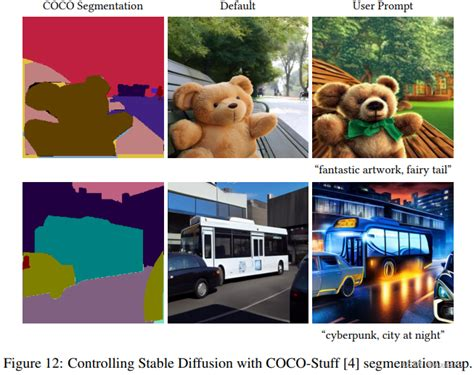 COCO Segmentation Default User Prompt
“fantastic artwork, fairy tail”
“cyberpunk, city at night”
Figure 12: Controlling Stable Diffusion with COCO-Stuff [4] segmentation map.